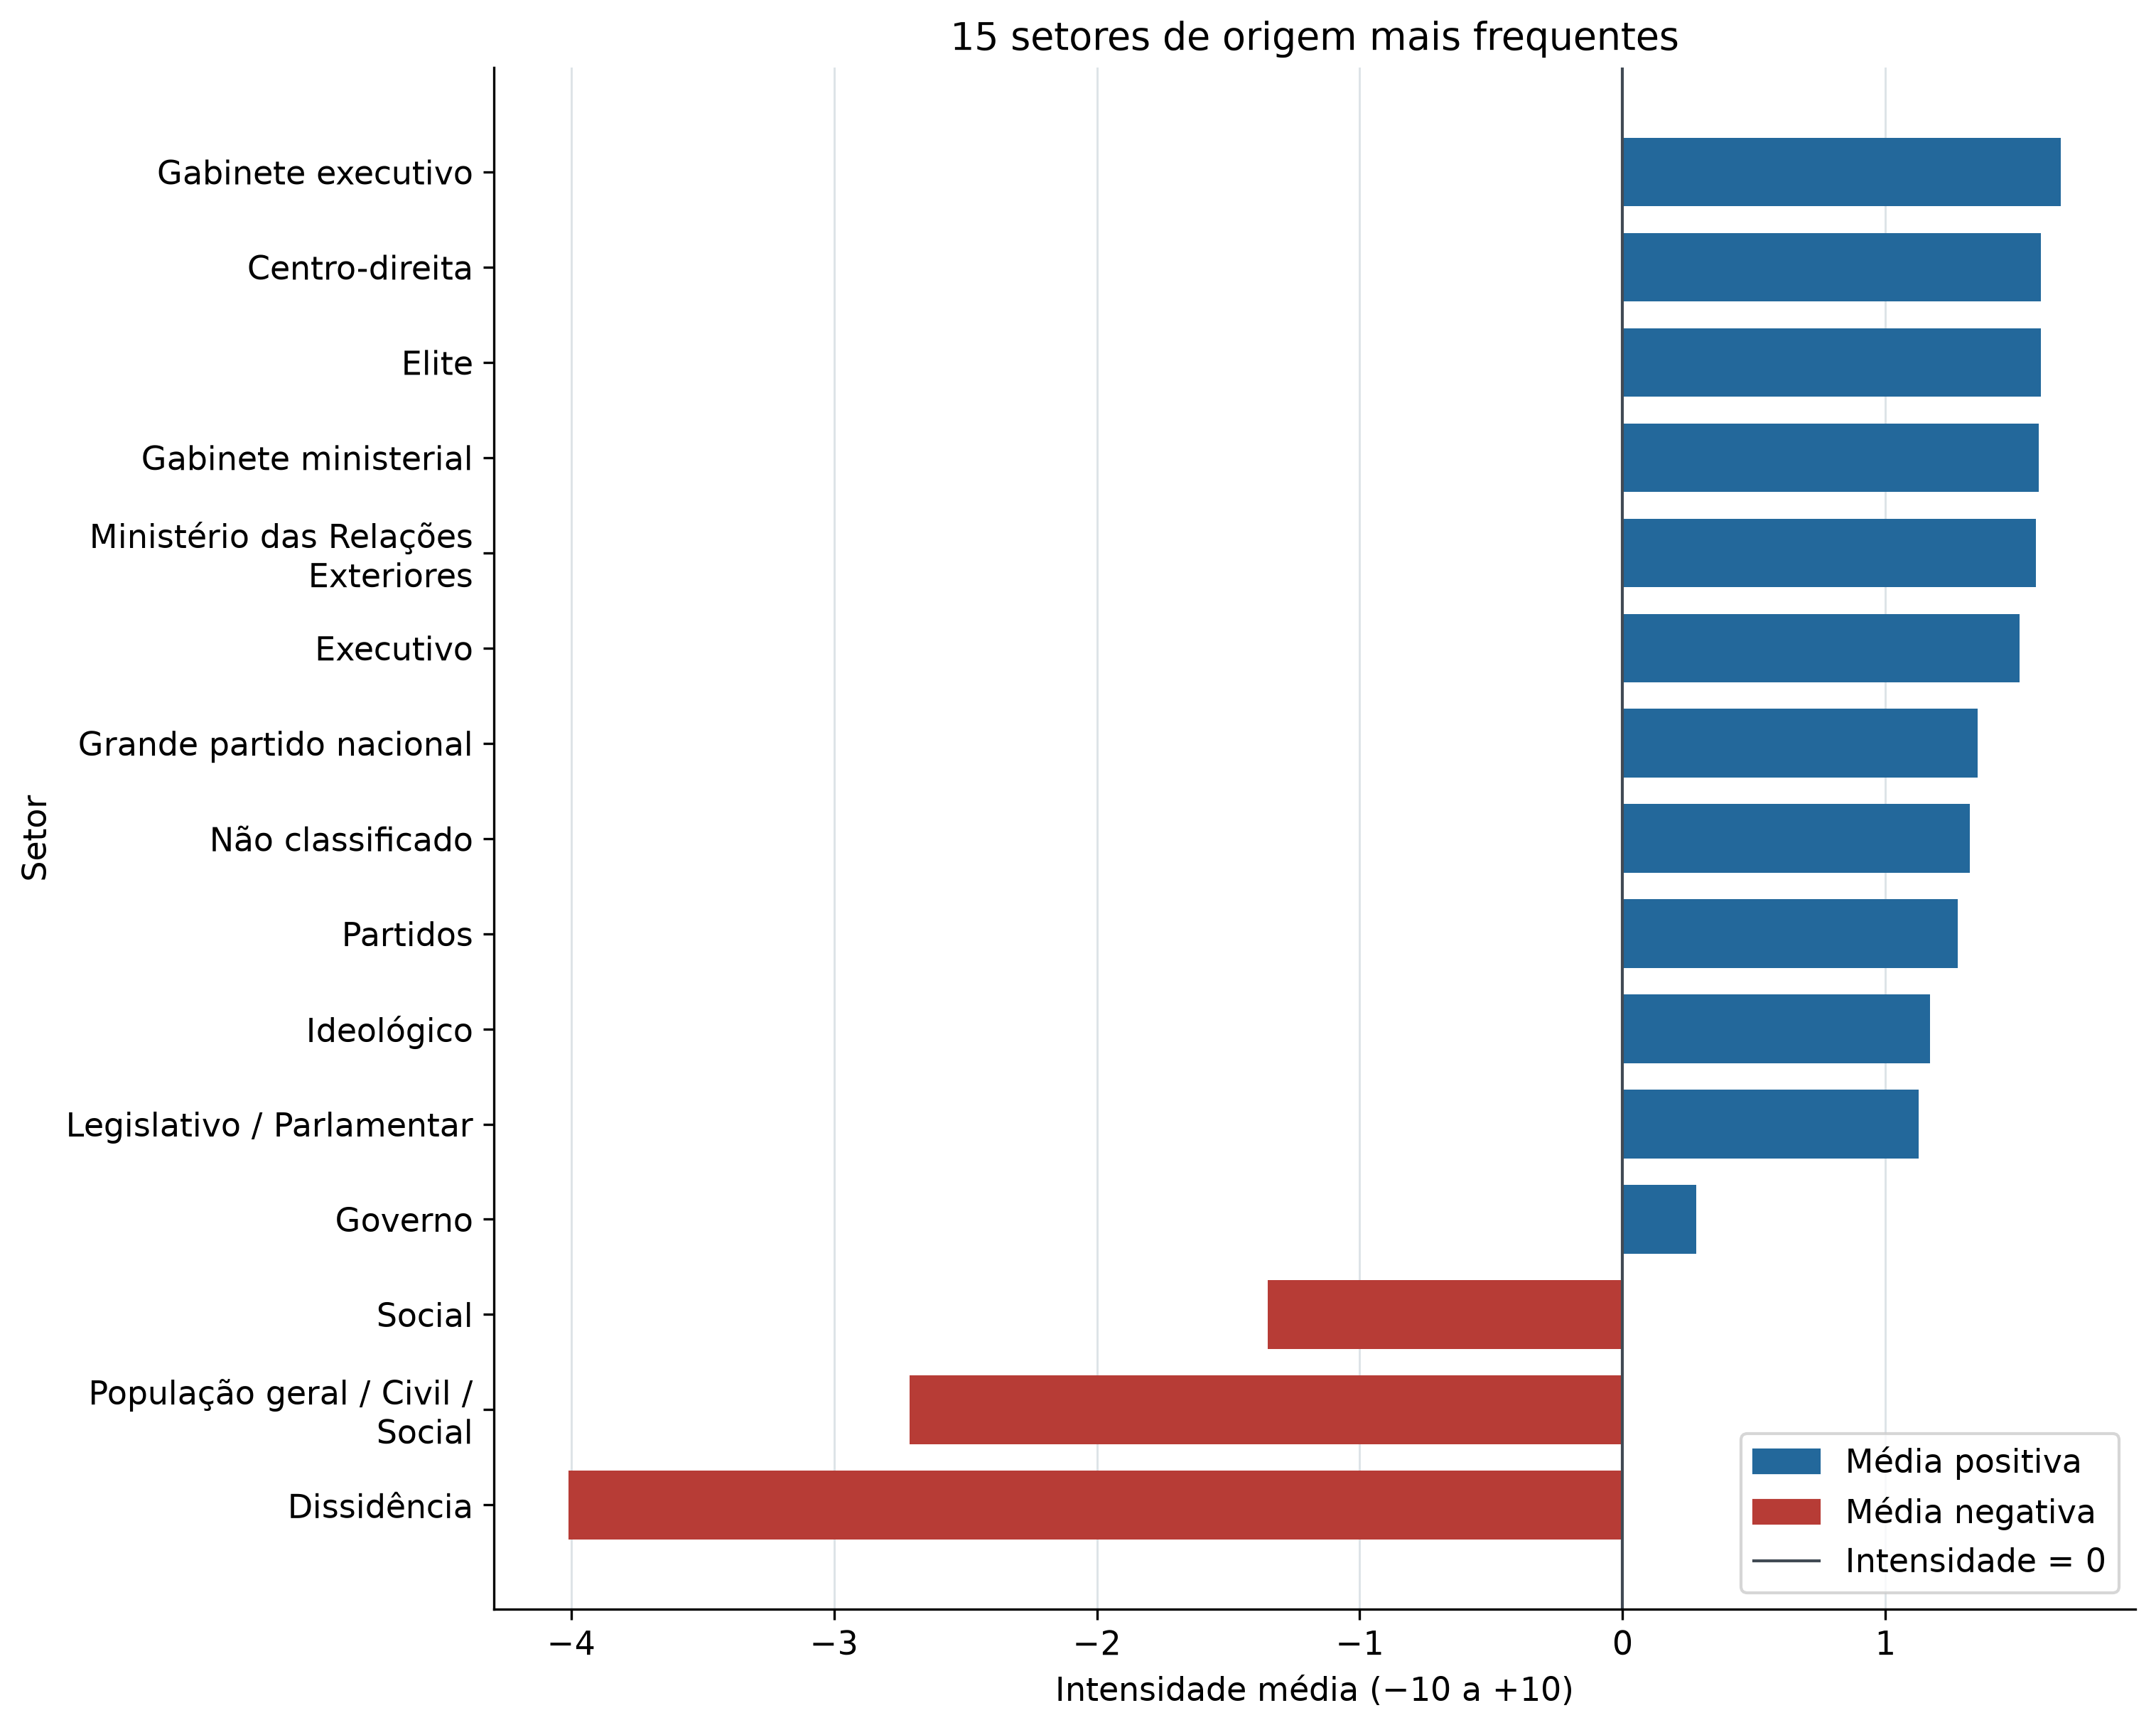 15 setores de origem mais frequentes
Gabinete executivo
Centro-direita
Elite
Gabinete ministerial
Ministério das Relações
Exteriores
Executivo
Grande partido nacional
Não classificado
Partidos
Ideológico
Legislativo / Parlamentar
Governo
Social
População geral / Civil /
Social
Dissidência
Setor
Média positiva
Média negativa
Intensidade = 0
−4 −3 −2 −1 0 1
Intensidade média (−10 a +10)